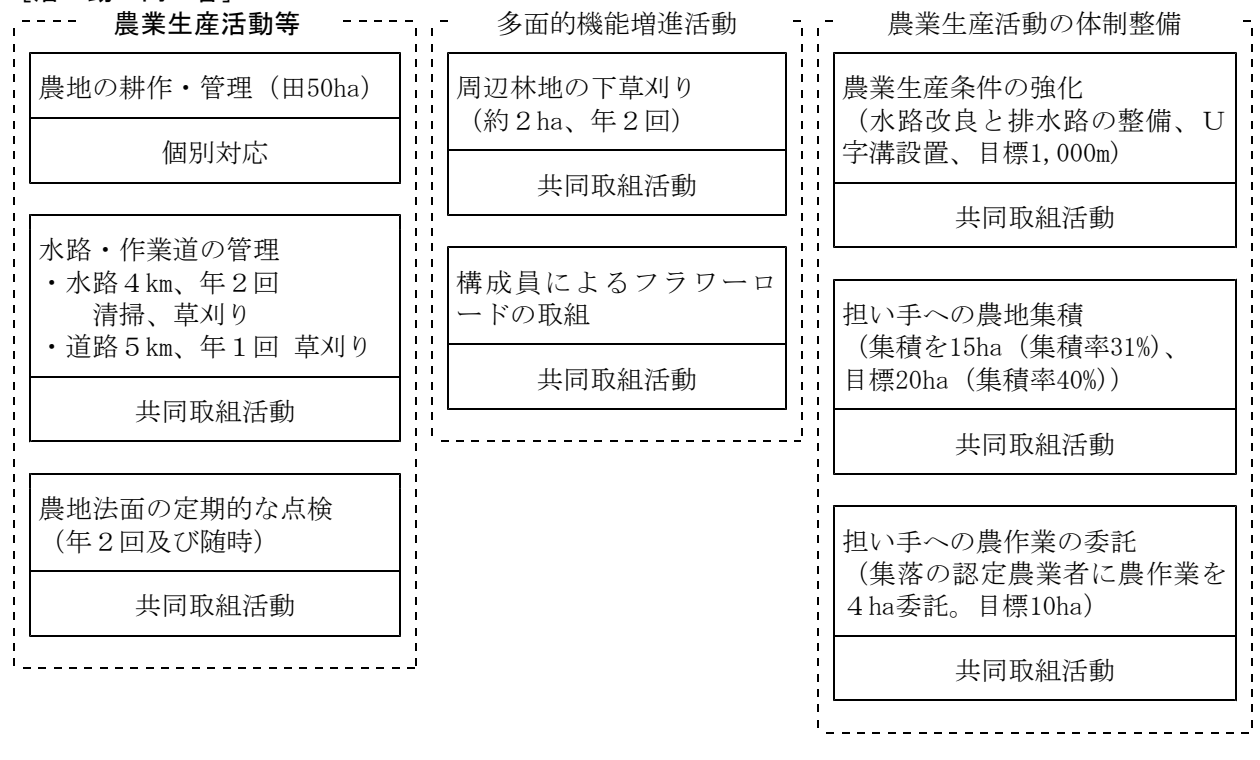 農業生産活動等
農地の耕作・管理（田50ha）
個別対応
水路・作業道の管理
・水路４㎞、年２回
清掃、草刈り
・道路５㎞、年１回 草刈り
共同取組活動
農地法面の定期的な点検
（年２回及び随時）
共同取組活動
多面的機能増進活動
周辺林地の下草刈り
（約２ha、年２回）
共同取組活動
構成員によるフラワーロ
ードの取組
共同取組活動
農業生産活動の体制整備
農業生産条件の強化
（水路改良と排水路の整備、Ｕ
字溝設置、目標1,000m）
共同取組活動
担い手への農地集積
（集積を15ha（集積率31%）、
目標20ha（集積率40%））
共同取組活動
担い手への農作業の委託
（集落の認定農業者に農作業を
４ha委託。目標10ha）
共同取組活動